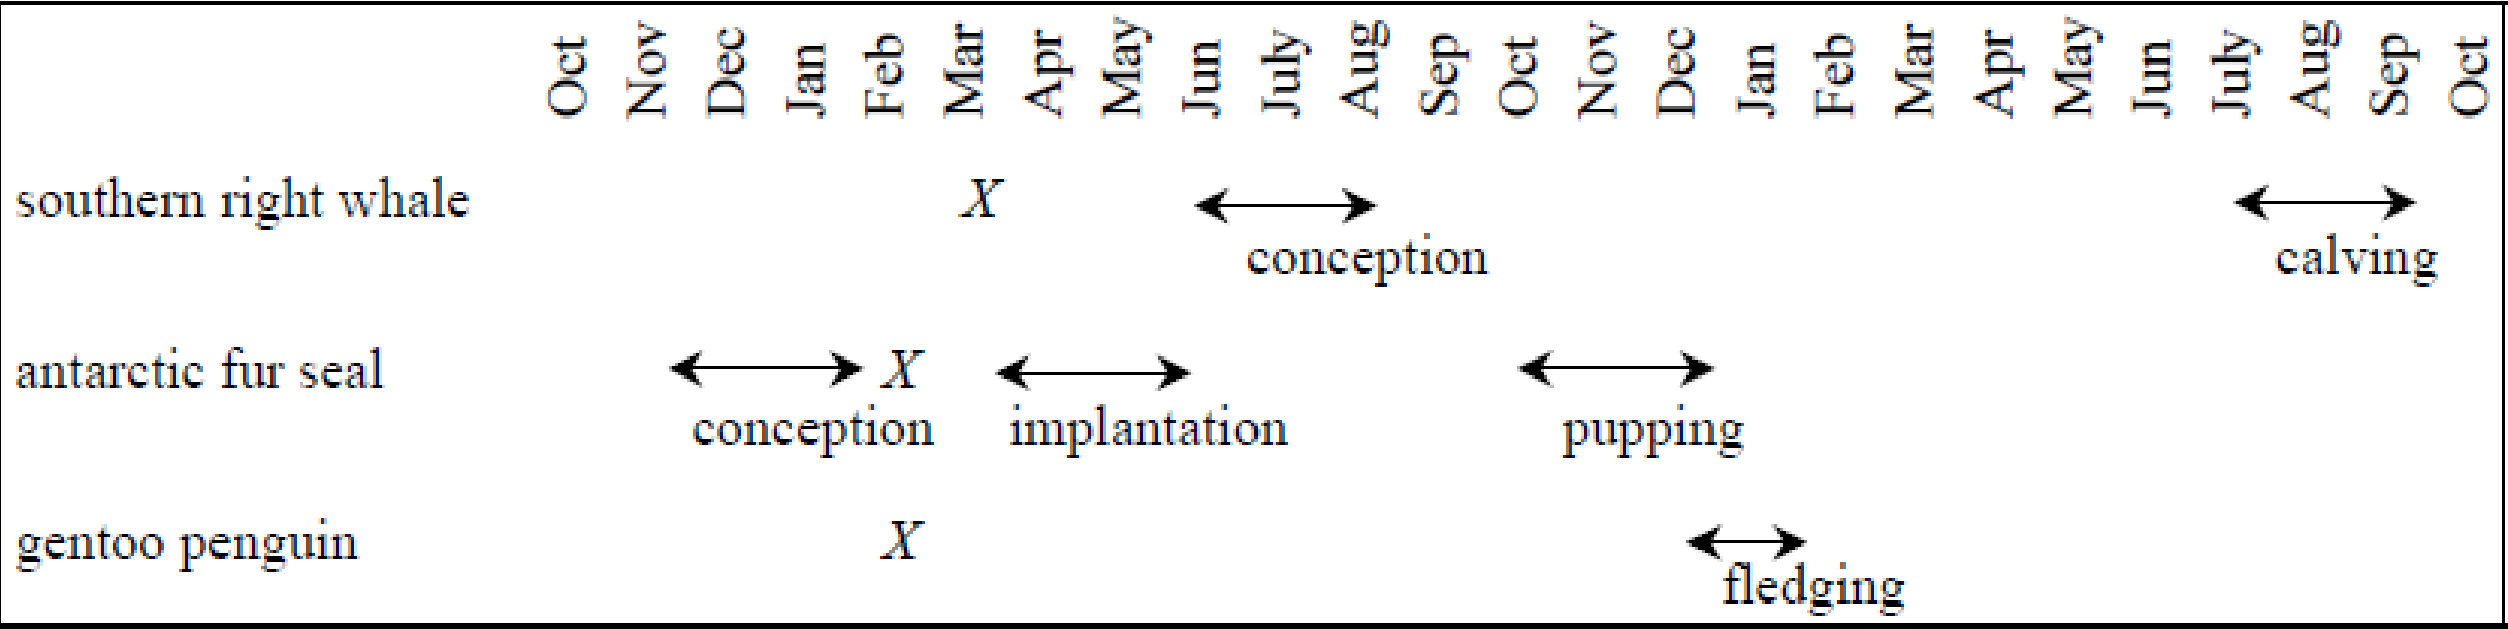 Oct Nov Dec Jan Feb Mar Apr May Jun July Aug Sep Oct Nov Dec Jan Feb Mar Apr May Jun July Aug Sep Oct
southern right whale X
conception calving
antarctic fur seal X
conception implantation pupping
gentoo penguin X
fledging